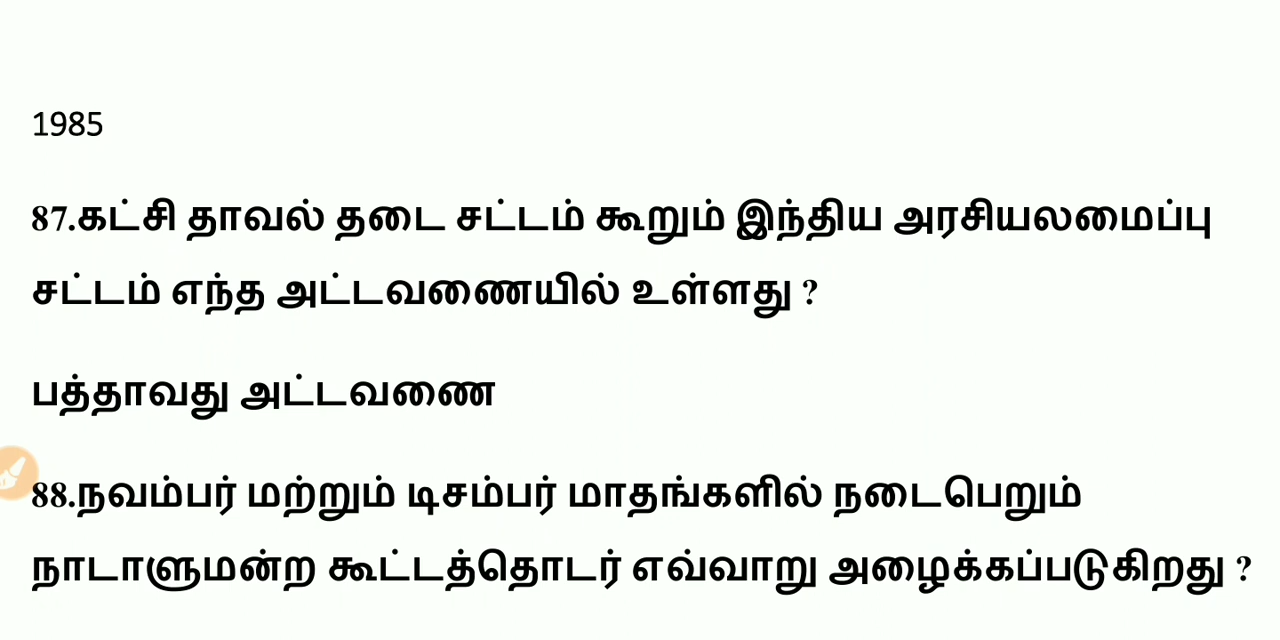 1985
87.கட்சி தாவல் தடை சட்டம் கூறும் இந்திய அரசியலமைப்பு
சட்டம் எந்த அட்டவணையில் உள்ளது ?
பத்தாவது அட்டவணை
88.நவம்பர் மற்றும் டிசம்பர் மாதங்களில் நடைபெறும்
நாடாளுமன்ற கூட்டத்தொடர் எவ்வாறு அழைக்கப்படுகிறது ?